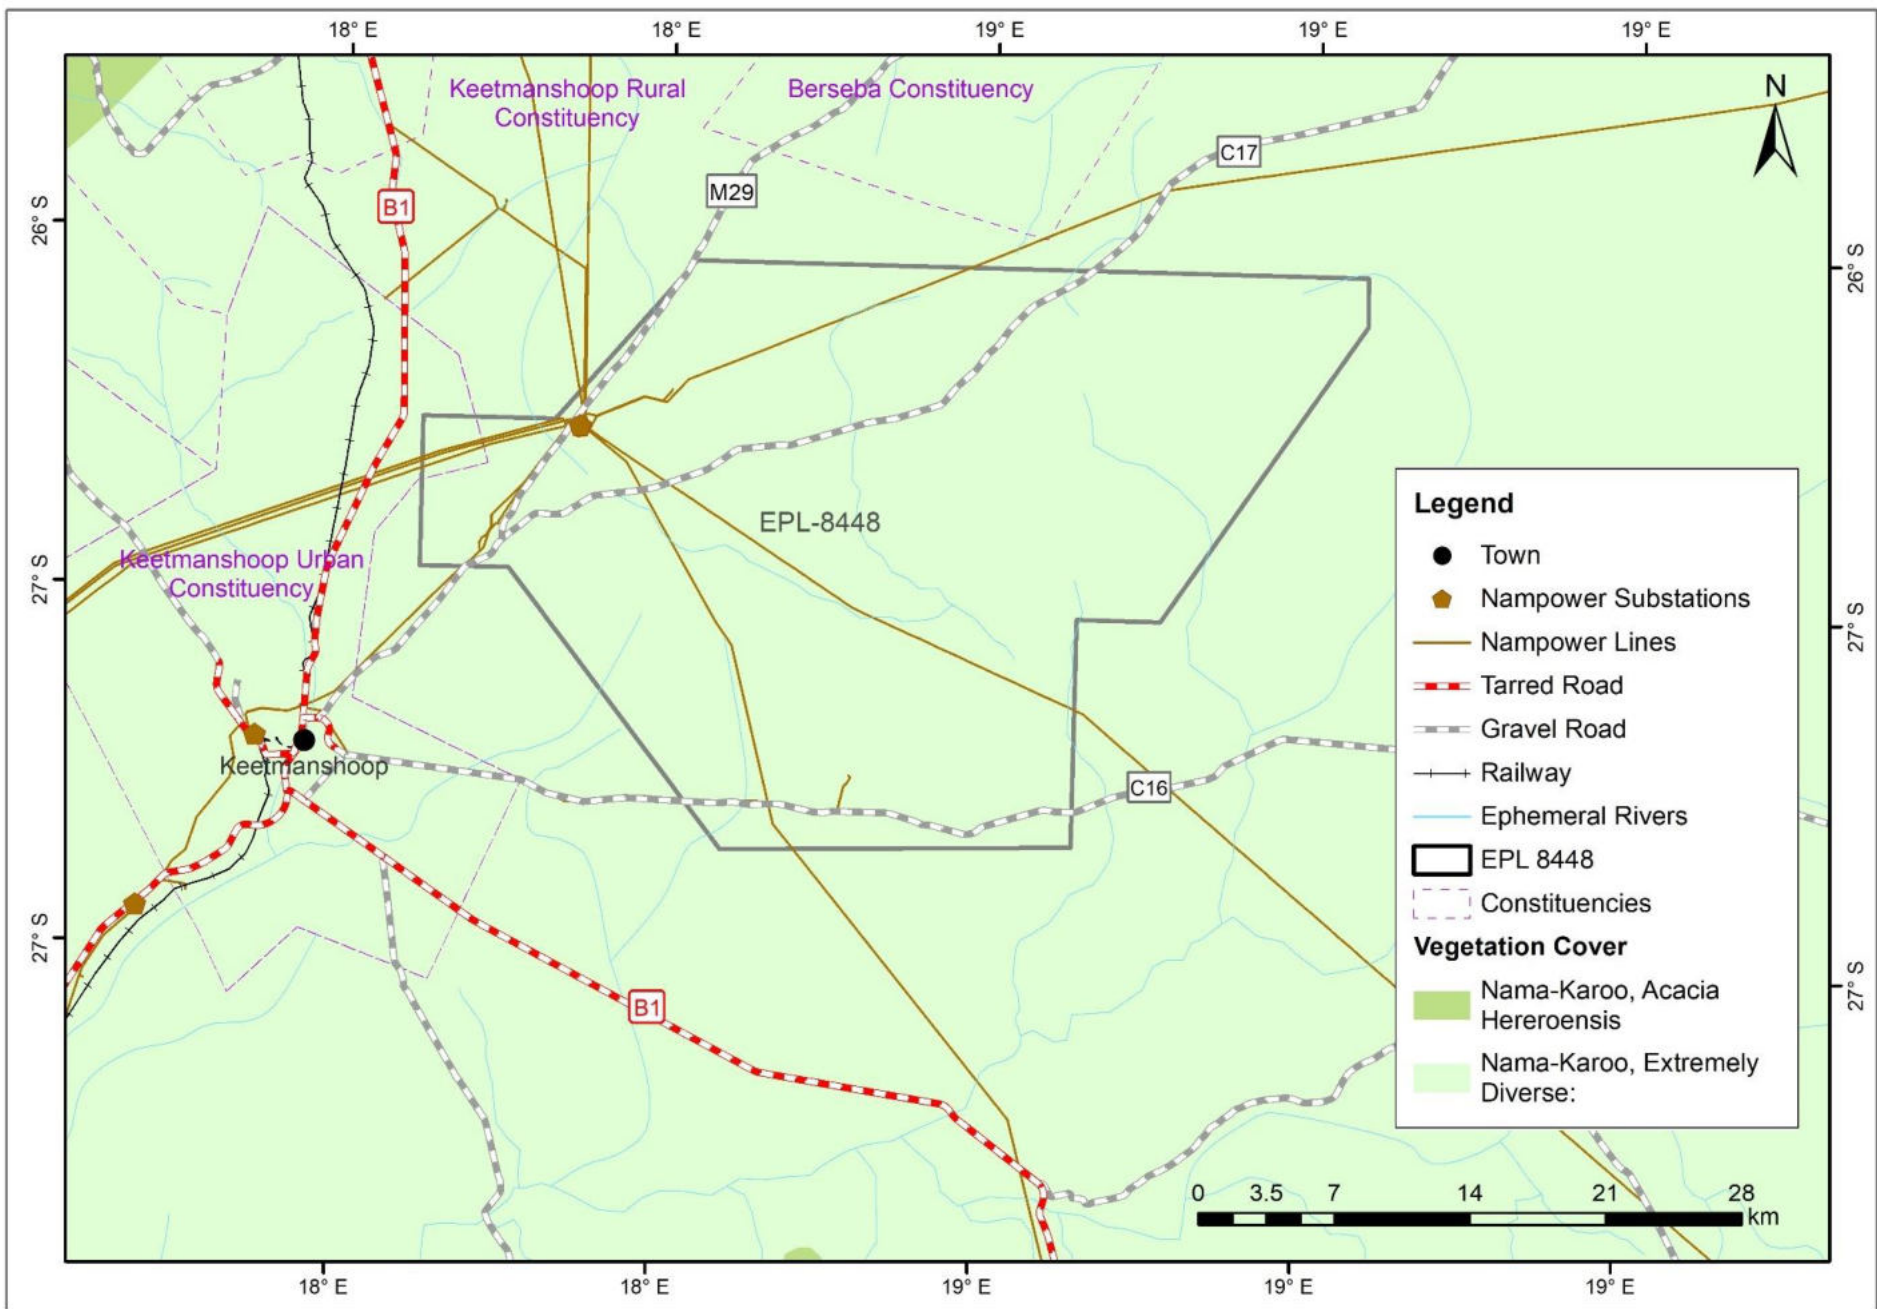 18° E
18° E
19° E
19° E
19° E
Keetmanshoop Rural
Constituency
Berseba Constituency
N
C17
M29
B1
26° S
26° S
EPL-8448
Keetmanshoop Urban
Constituency
27° S
27° S
Keetmanshoop
C16
B1
27° S
27° S
Legend
Town
Nampower Substations
Nampower Lines
Tarred Road
Gravel Road
Railway
Ephemeral Rivers
EPL 8448
Constituencies
Vegetation Cover
Nama-Karoo, Acacia
Hereroensis
Nama-Karoo, Extremely
Diverse:
0 3.5 7 14 21 28
km
18° E
18° E
19° E
19° E
19° E